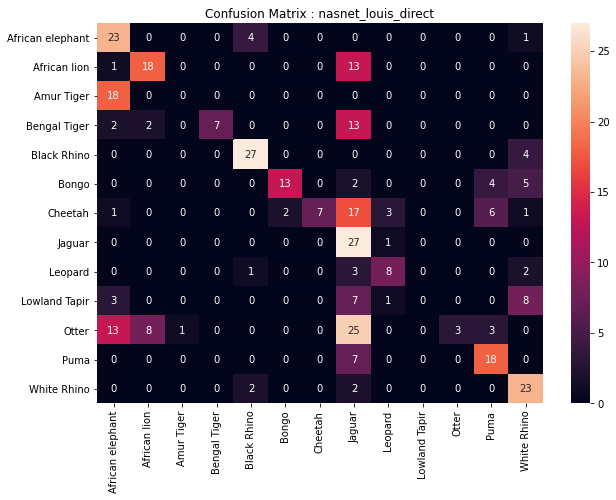 Confusion Matrix : nasnet_louis_direct
African elephant 23 0 0 0 4 0 0 0 0 0 0 0 1
African lion 1 18 0 0 0 0 0 13 0 0 0 0 0
Amur Tiger 18 0 0 0 0 0 0 0 0 0 0 0 0
Bengal Tiger 2 2 0 7 0 0 0 13 0 0 0 0 0
Black Rhino 0 0 0 0 27 0 0 0 0 0 0 0 4
Bongo 0 0 0 0 0 13 0 2 0 0 0 4 5
Cheetah 1 0 0 0 0 2 7 17 3 0 0 6 1
Jaguar 0 0 0 0 0 0 0 27 1 0 0 0 0
Leopard 0 0 0 0 1 0 0 3 8 0 0 0 2
Lowland Tapir 3 0 0 0 0 0 0 7 1 0 0 0 8
Otter 13 8 1 0 0 0 0 25 0 0 3 3 0
Puma 0 0 0 0 0 0 0 7 0 0 0 18 0
White Rhino 0 0 0 0 2 0 0 2 0 0 0 0 23
African elephant
African lion
Amur Tiger
Bengal Tiger
Black Rhino
Bongo
Cheetah
Jaguar
Leopard
Lowland Tapir
Otter
Puma
White Rhino
25
20
15
10
5
0